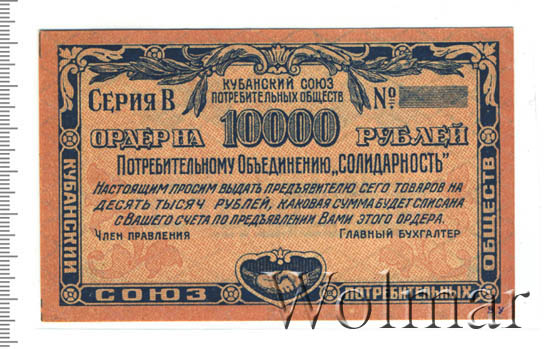 КУБАНСКИЙ СОЮЗ
ПОТРЕБИТЕЛЬНЫХ ОБЩЕСТВ
СЕРИЯ В
№
ОРДЕР НА 10000 РУБЛЕЙ
ПОТРЕБИТЕЛЬНОМУ ОБЪЕДИНЕНИЮ „СОЛИДАРНОСТЬ"
НАСТОЯЩИМ ПРОСИМ ВЫДАТЬ ПРЕДЪЯВИТЕЛЮ СЕГО ТОВАРОВ НА
ДЕСЯТЬ ТЫСЯЧ РУБЛЕЙ, КАКОВАЯ СУММА БУДЕТ СПИСАНА
С ВАШЕГО СЧЕТА ПО ПРЕДЪЯВЛЕНИИ ВАМИ ЭТОГО ОРДЕРА.
ЧЛЕН ПРАВЛЕНИЯ
ГЛАВНЫЙ БУХГАЛТЕР
КУБАНСКИЙ
СОЮЗ
ПОТРЕБИТЕЛЬНЫХ
ОБЩЕСТВ
Wolmar